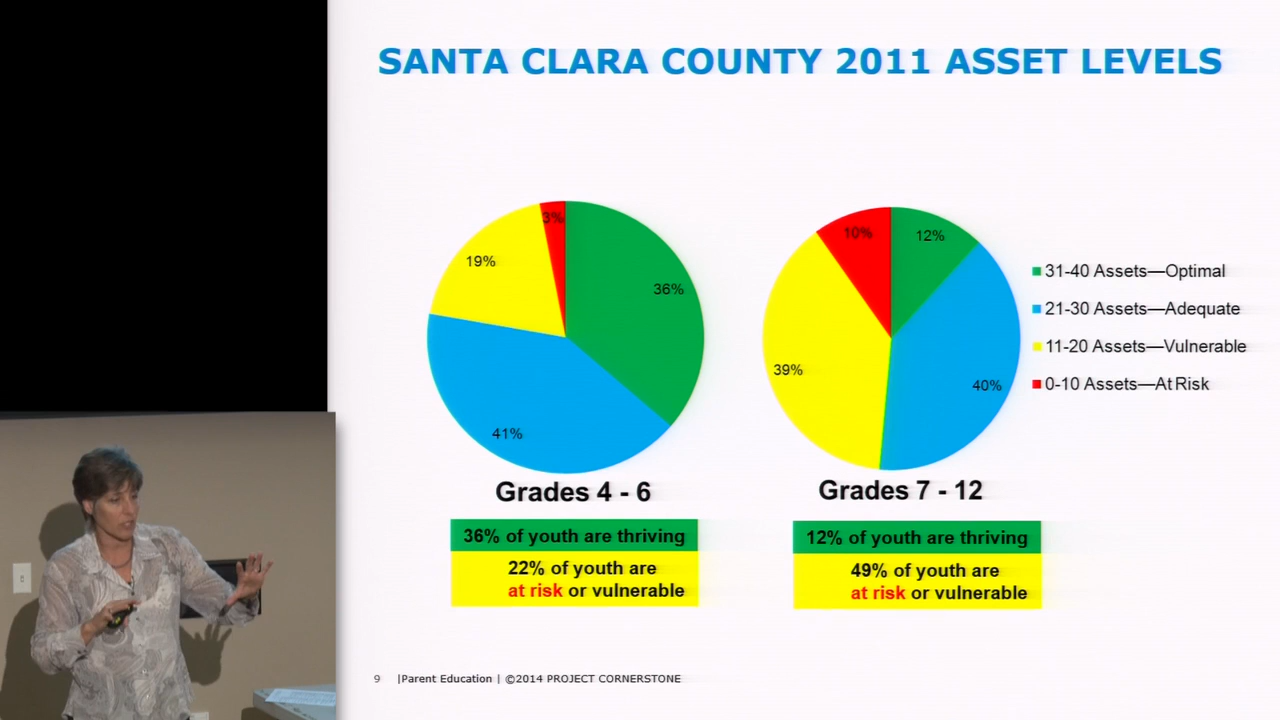 SANTA CLARA COUNTY 2011 ASSET LEVELS
3%
19%
36%
41%
10%
12%
39%
40%
31-40 Assets—Optimal
21-30 Assets—Adequate
11-20 Assets—Vulnerable
0-10 Assets—At Risk
Grades 4 - 6
36% of youth are thriving
22% of youth are
at risk or vulnerable
Grades 7 - 12
12% of youth are thriving
49% of youth are
at risk or vulnerable
9 |Parent Education | ©2014 PROJECT CORNERSTONE